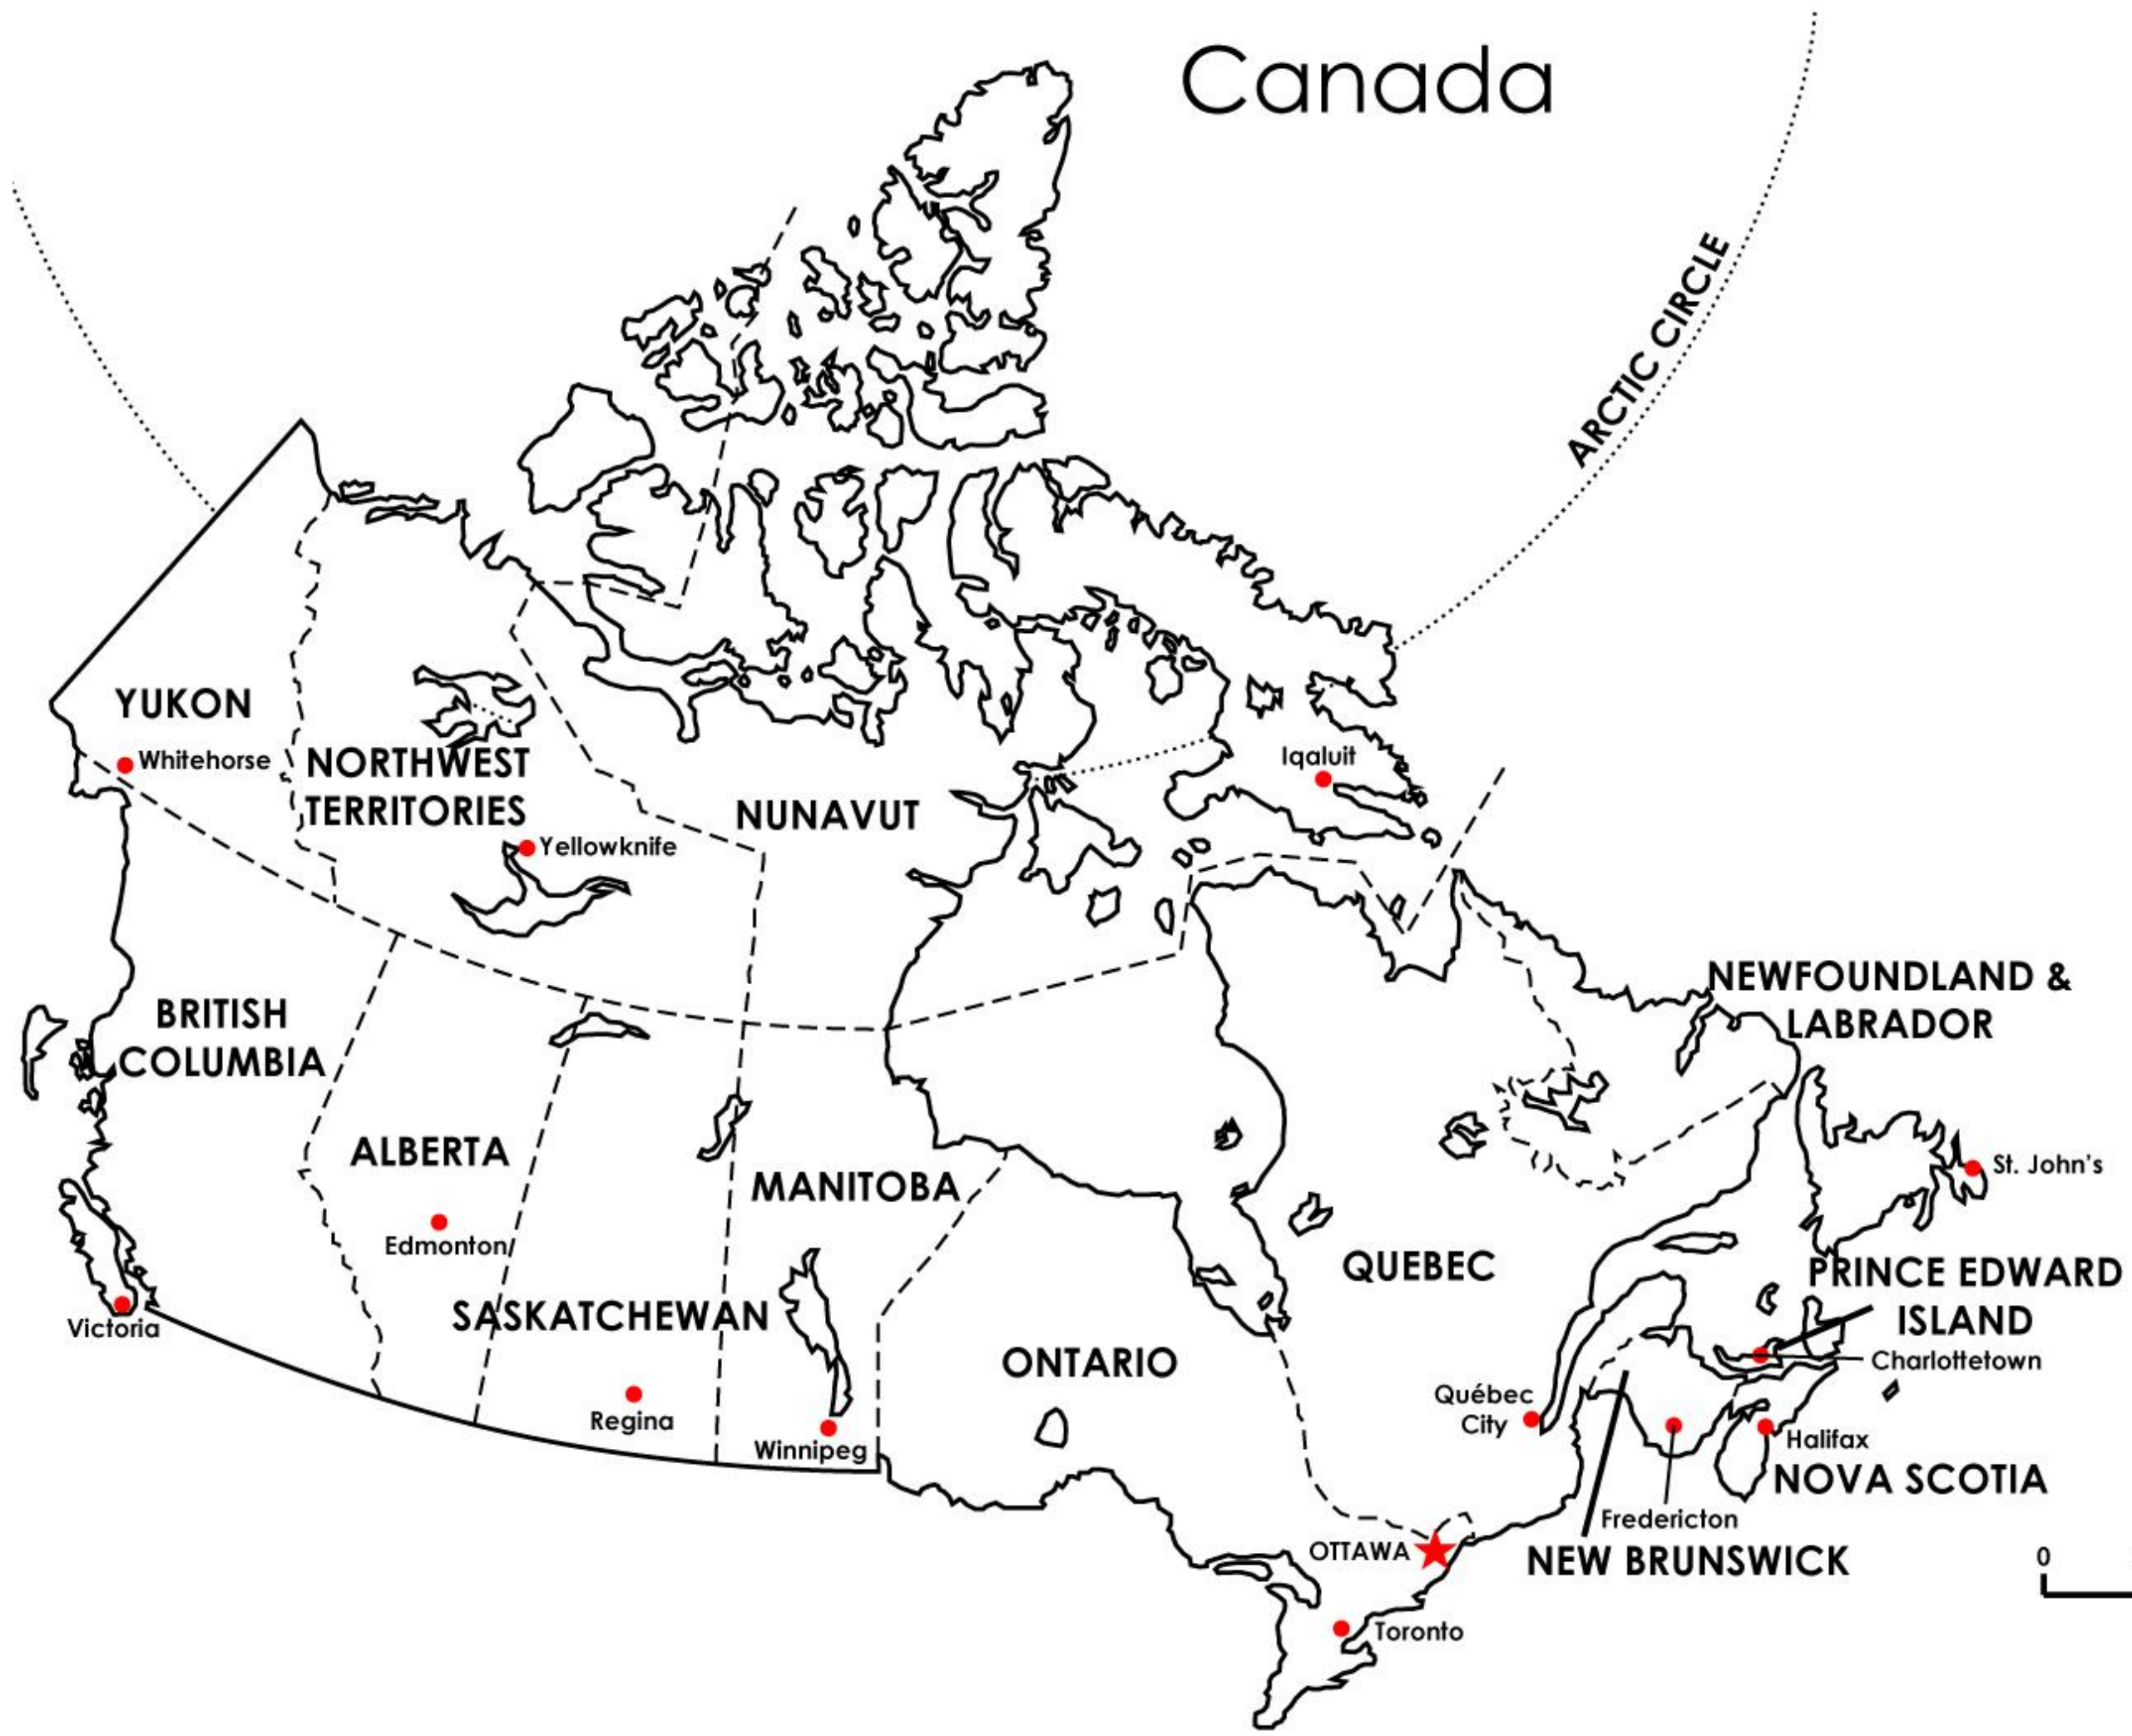 Canada
ARCTIC CIRCLE
YUKON
Whitehorse
NORTHWEST
TERRITORIES
Yellowknife
NUNAVUT
Iqaluit
BRITISH
COLUMBIA
Victoria
ALBERTA
Edmonton
SASKATCHEWAN
Regina
MANITOBA
Winnipeg
ONTARIO
OTTAWA
Toronto
QUEBEC
Québec
City
NEWFOUNDLAND &
LABRADOR
St. John's
PRINCE EDWARD
ISLAND
Charlottetown
Halifax
NOVA SCOTIA
Fredericton
NEW BRUNSWICK
0